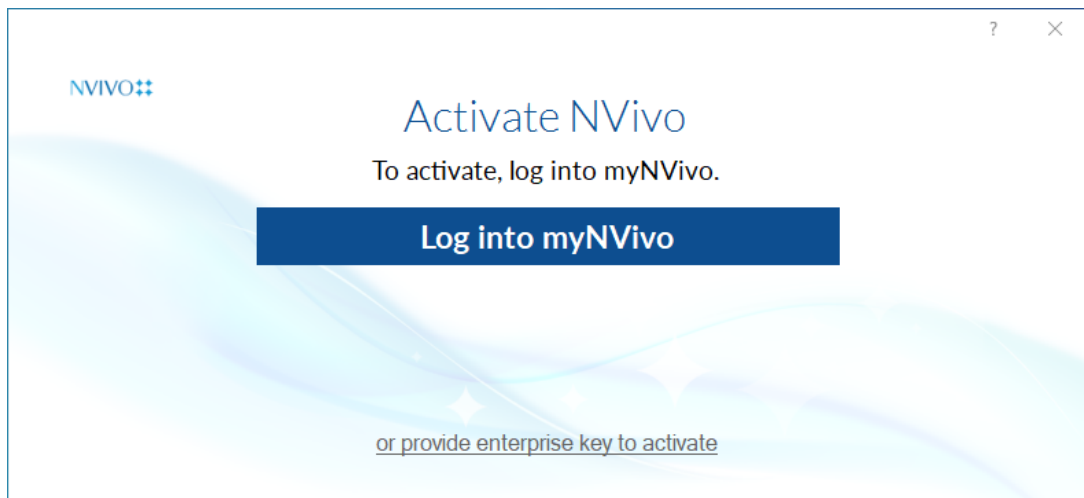 ?
NVIVO
Activate NVivo
To activate, log into myNVivo.
Log into myNVivo
or provide enterprise key to activate